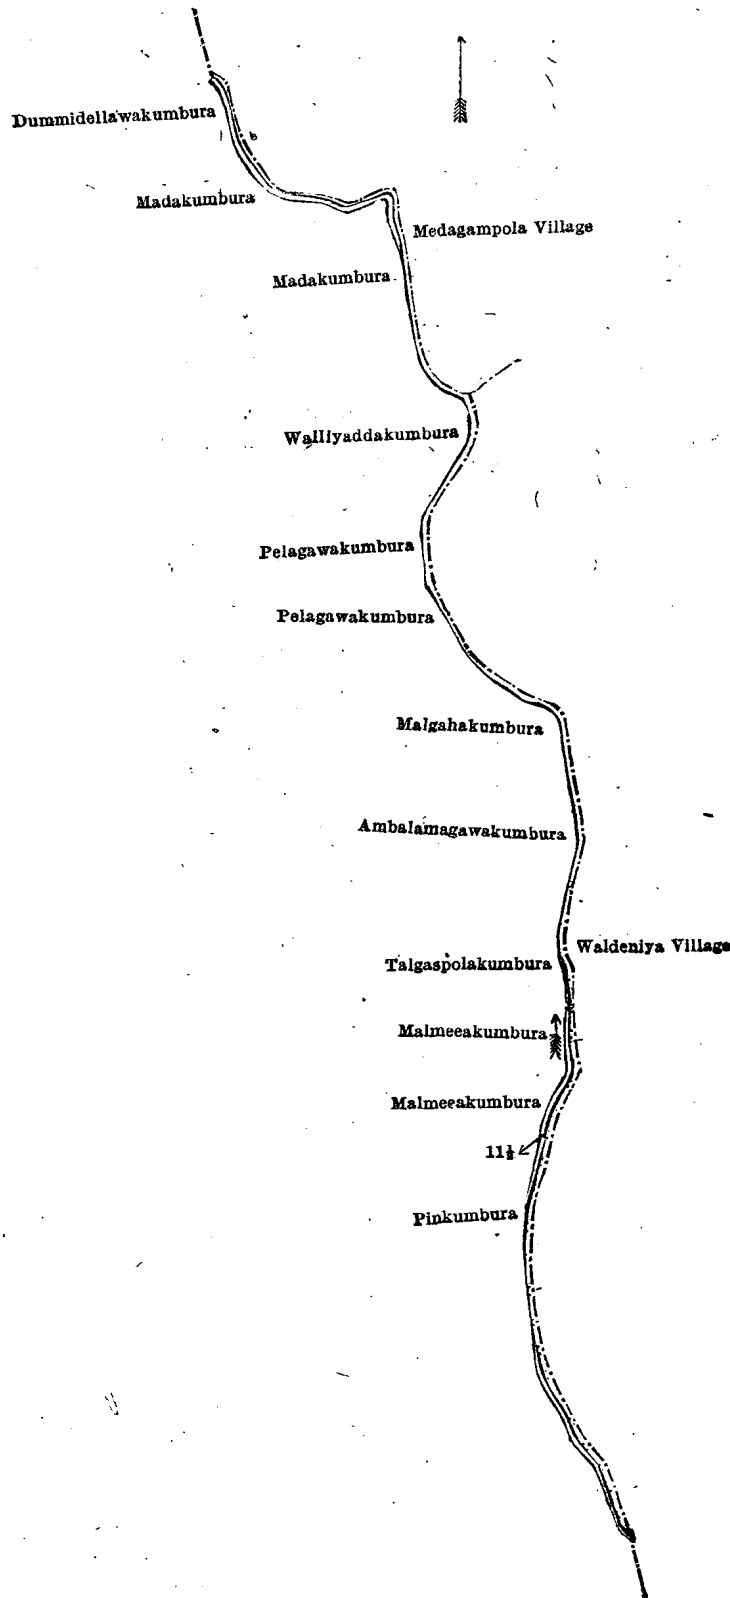 Dummidellawakumbura
Madakumbura
Medagampola Village
Madakumbura
Walliyaddakumbura
Pelagawakumbura
Pelagawakumbura
Malgahakumbura
Ambalamagawakumbura
Waldeniya Village
Talgaspolakumbura
Malmeeakumbura
Malmeeakumbura
11½
Pinkumbura